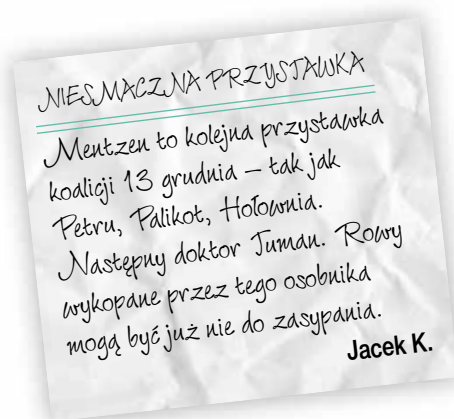 NIESMACZNA PRZYSTAWKA
Mentzen to kolejna przystawka
koalicji 13 grudnia – tak jak
Petru, Palikot, Hołownia.
Następny doktor Tuman. Rowy
wykopane przez tego osobnika
mogą być już nie do zasypania.
Jacek K.